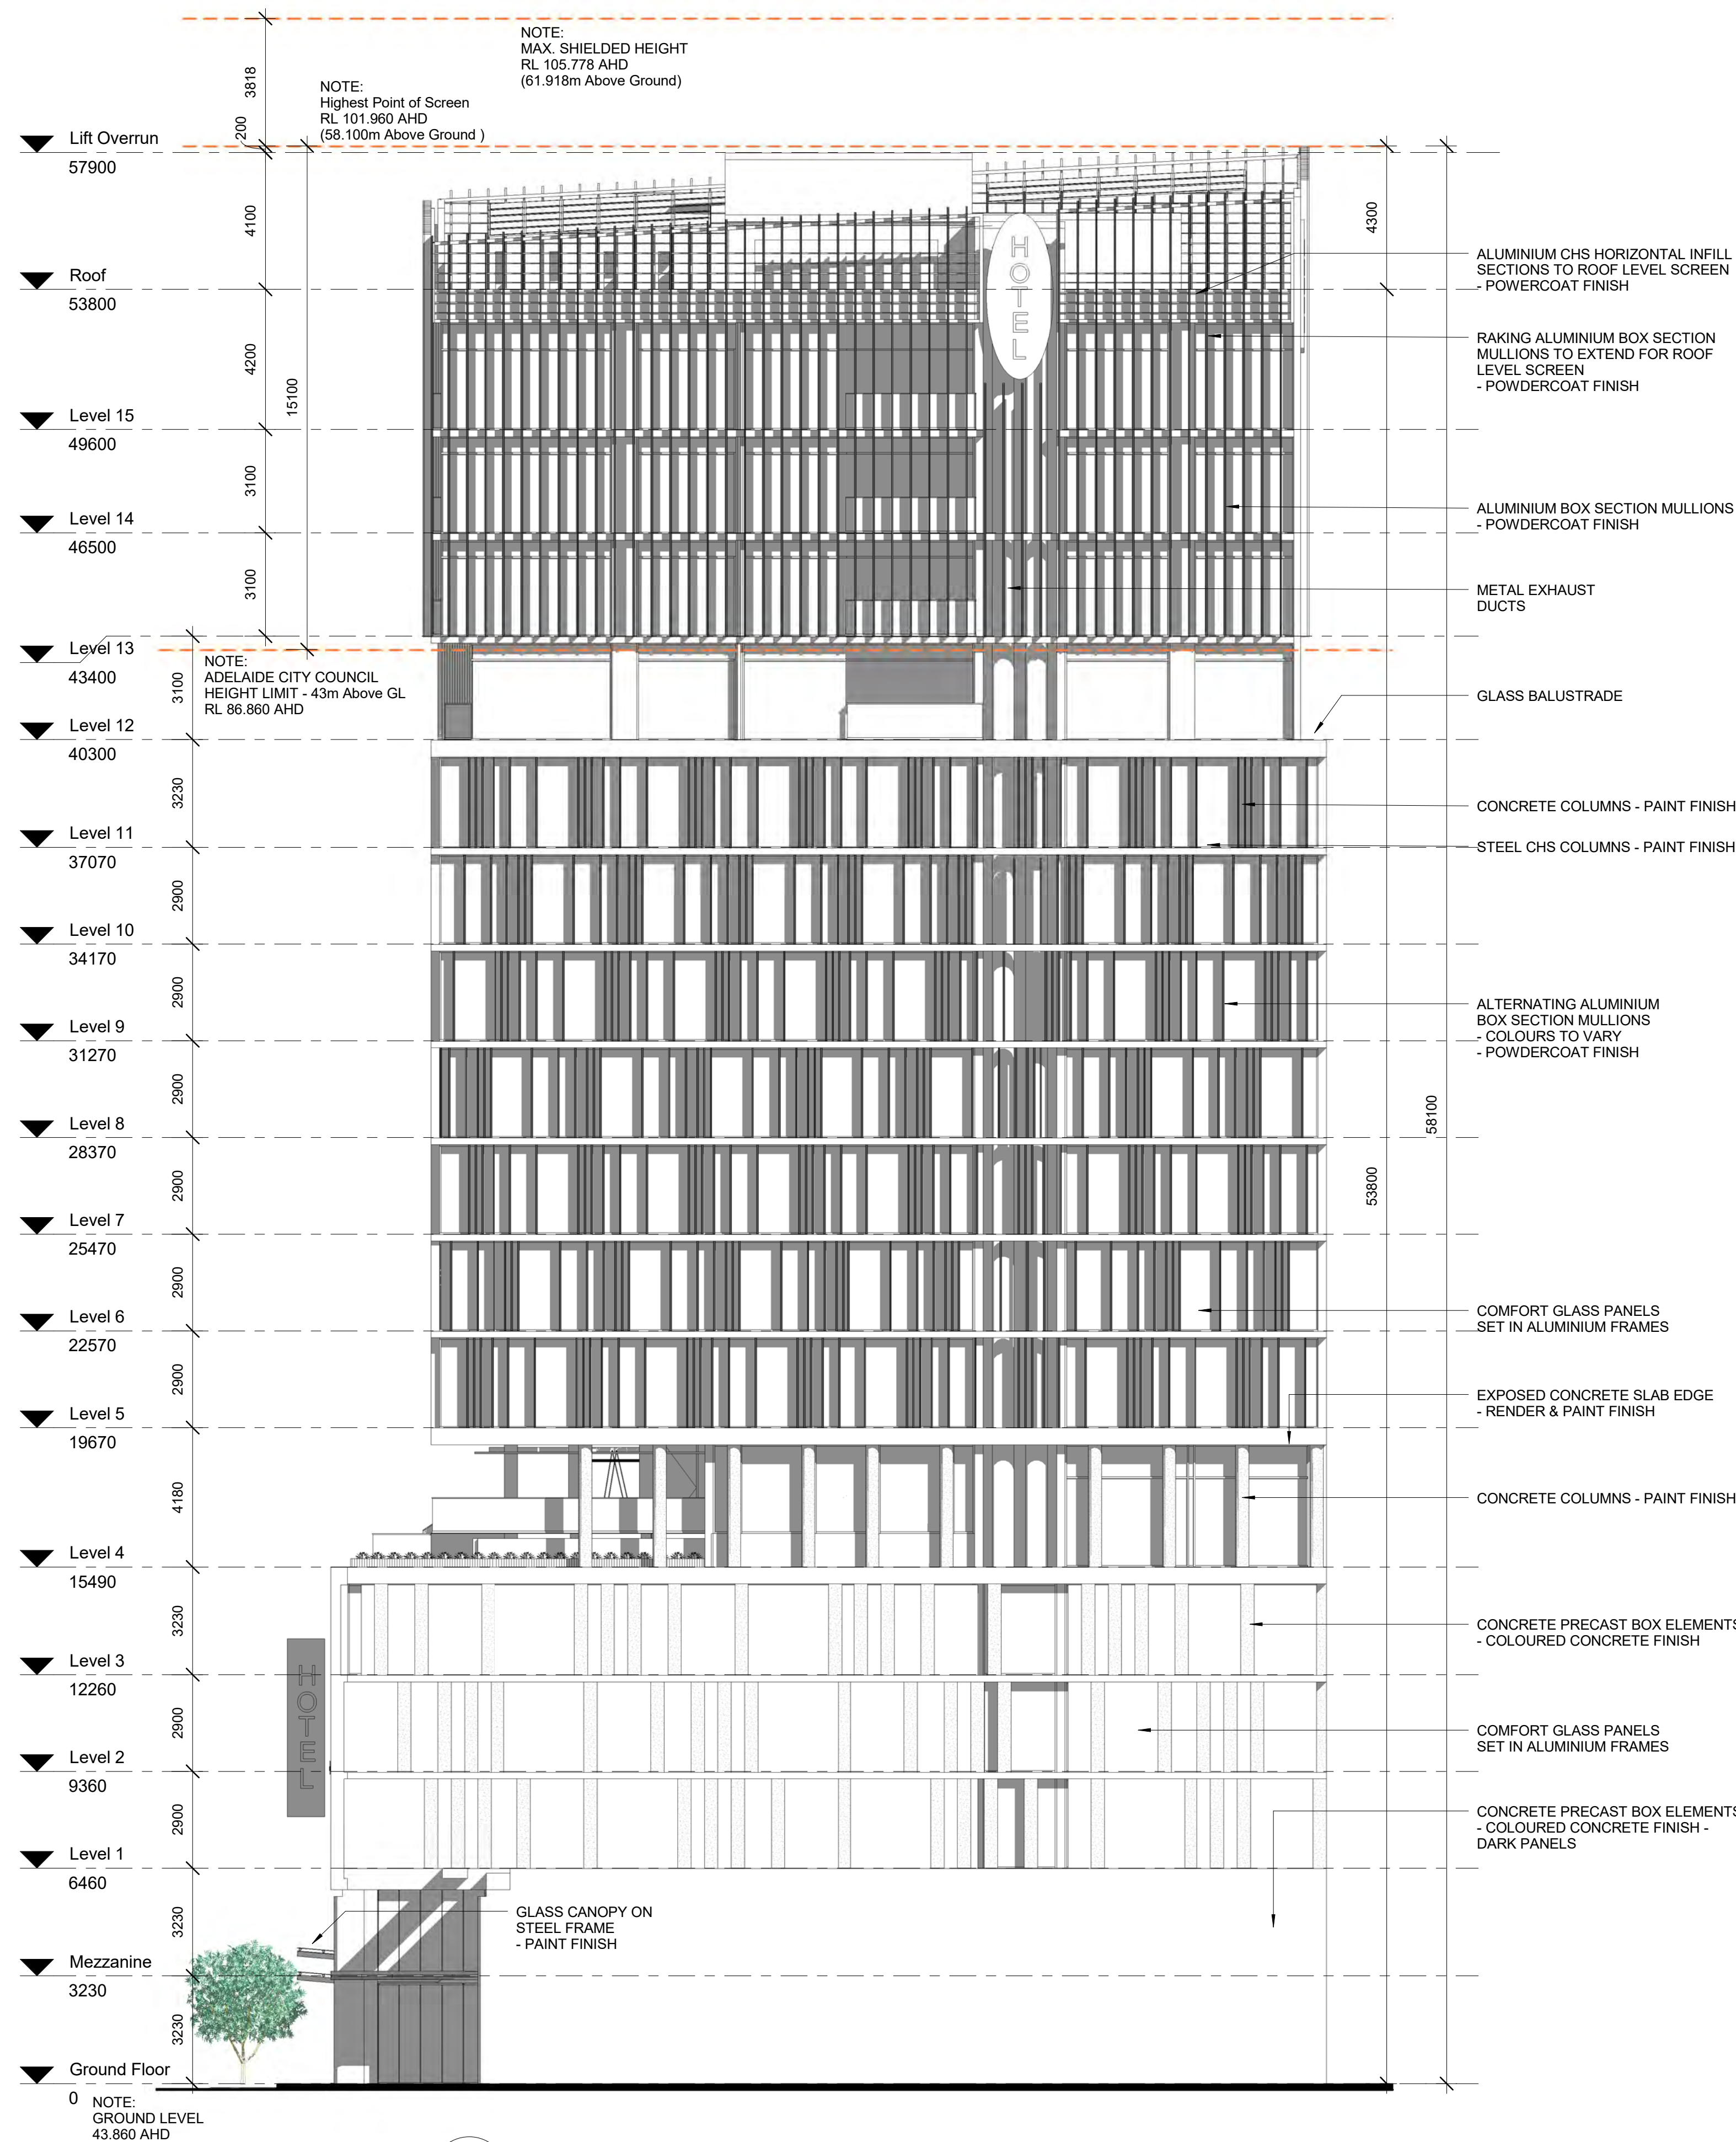 NOTE:
MAX. SHIELDED HEIGHT
RL 105.778 AHD
(61.918m Above Ground)
3818
NOTE:
Highest Point of Screen
RL 101.960 AHD
(58.100m Above Ground )
200
Lift Overrun
57900
4100
4300
Roof
53800
4200
15100
Level 15
49600
3100
Level 14
46500
3100
Level 13
43400
NOTE:
ADELAIDE CITY COUNCIL
HEIGHT LIMIT - 43m Above GL
RL 86.860 AHD
3100
Level 12
40300
3230
Level 11
37070
2900
Level 10
34170
2900
Level 9
31270
2900
Level 8
28370
2900
Level 7
25470
2900
Level 6
22570
2900
Level 5
19670
4180
Level 4
15490
3230
Level 3
12260
2900
Level 2
9360
2900
Level 1
6460
3230
Mezzanine
3230
3230
Ground Floor
0
NOTE:
GROUND LEVEL
43.860 AHD
HOTEL
HOTEL
GLASS CANOPY ON
STEEL FRAME
- PAINT FINISH
53800
58100
ALUMINIUM CHS HORIZONTAL INFILL
SECTIONS TO ROOF LEVEL SCREEN
- POWERCOAT FINISH
RAKING ALUMINIUM BOX SECTION
MULLIONS TO EXTEND FOR ROOF
LEVEL SCREEN
- POWDERCOAT FINISH
ALUMINIUM BOX SECTION MULLIONS
- POWDERCOAT FINISH
METAL EXHAUST
DUCTS
GLASS BALUSTRADE
CONCRETE COLUMNS - PAINT FINISH
STEEL CHS COLUMNS - PAINT FINISH
ALTERNATING ALUMINIUM
BOX SECTION MULLIONS
- COLOURS TO VARY
- POWDERCOAT FINISH
COMFORT GLASS PANELS
SET IN ALUMINIUM FRAMES
EXPOSED CONCRETE SLAB EDGE
- RENDER & PAINT FINISH
CONCRETE COLUMNS - PAINT FINISH
CONCRETE PRECAST BOX ELEMENTS
- COLOURED CONCRETE FINISH
COMFORT GLASS PANELS
SET IN ALUMINIUM FRAMES
CONCRETE PRECAST BOX ELEMENTS
- COLOURED CONCRETE FINISH -
DARK PANELS